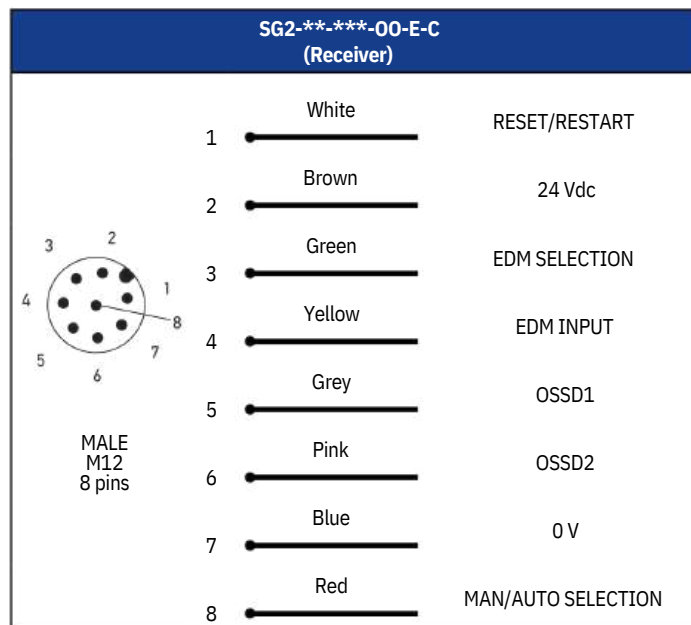 SG2-**-***-OO-E-C
(Receiver)
White
1
RESET/RESTART
Brown
2
24 Vdc
Green
3
EDM SELECTION
Yellow
4
EDM INPUT
Grey
5
OSSD1
Pink
6
OSSD2
Blue
7
0 V
Red
8
MAN/AUTO SELECTION
2
3
1
4
8
5
7
6
MALE
M12
8 pins